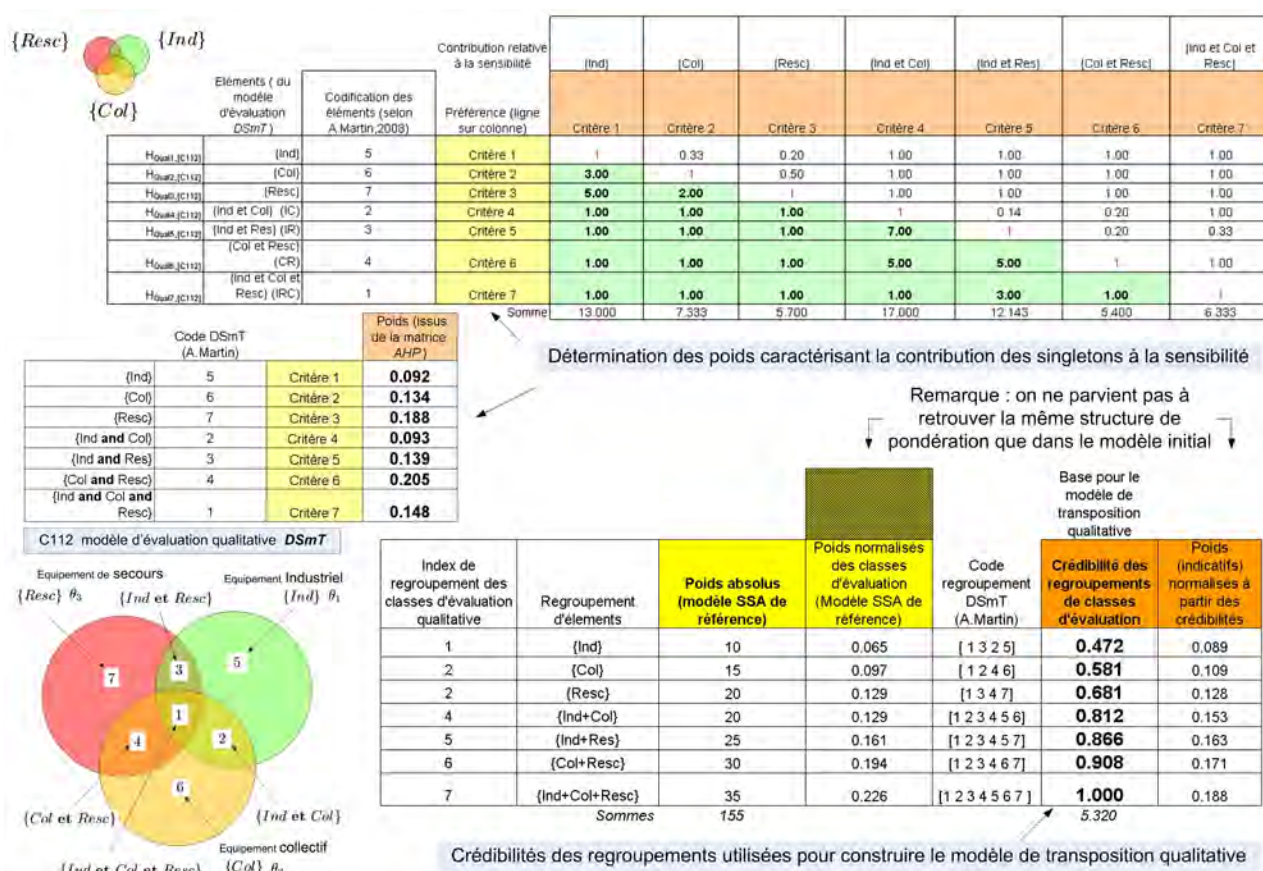 {Resc} {Ind}
{Col}
Eléments ( du modèle d'évaluation DSmT )
Codification des éléments (selon A.Martin,2008)
Contribution relative à la sensibilité
Préférence (ligne sur colonne)
{Ind} {Col} {Resc} {Ind et Col} {Ind et Res} {Col et Resc} {Ind et Col et Resc}
Critère 1 Critère 2 Critère 3 Critère 4 Critère 5 Critère 6 Critère 7
HQual1,[C112] {Ind} 5 Critère 1 1 0.33 0.20 1.00 1.00 1.00 1.00
HQual2,[C112] {Col} 6 Critère 2 3.00 1 0.50 1.00 1.00 1.00 1.00
HQual3,[C112] {Resc} 7 Critère 3 5.00 2.00 1 1.00 1.00 1.00 1.00
HQual4,[C112] {Ind et Col} (IC) 2 Critère 4 1.00 1.00 1.00 1 0.14 0.20 1.00
HQual5,[C112] {Ind et Res} (IR) 3 Critère 5 1.00 1.00 1.00 7.00 1 0.20 0.33
HQual6,[C112] {Col et Resc} (CR) 4 Critère 6 1.00 1.00 1.00 5.00 5.00 1 1.00
HQual7,[C112] {Ind et Col et Resc} (IRC) 1 Critère 7 1.00 1.00 1.00 1.00 3.00 1.00 1
Somme 13.000 7.333 5.700 17.000 12.143 5.400 6.333
Code DSmT (A.Martin)
Poids (issus de la matrice AHP)
{Ind} 5 Critère 1 0.092
{Col} 6 Critère 2 0.134
{Resc} 7 Critère 3 0.188
{Ind and Col} 2 Critère 4 0.093
{Ind and Res} 3 Critère 5 0.139
{Col and Resc} 4 Critère 6 0.205
{Ind and Col and Resc} 1 Critère 7 0.148
Détermination des poids caractérisant la contribution des singletons à la sensibilité
Remarque : on ne parvient pas à
retrouver la même structure de
pondération que dans le modèle initial
C112 modèle d'évaluation qualitative DSmT
Equipement de secours
{Resc} θ3
{Ind et Resc}
Equipement Industriel
{Ind} θ1
7
3
5
1
4
2
6
{Col et Resc}
{Ind et Col}
Equipement collectif
{Ind et Col et Resc}
{Col}
Base pour le modèle de transposition qualitative
Index de regroupement des classes d'évaluation qualitative
Regroupement d'élements
Poids absolus (modèle SSA de référence)
Poids normalisés des classes d'évaluation (Modèle SSA de référence)
Code regroupement DSmT (A.Martin)
Crédibilité des regroupements de classes d'évaluation
Poids (indicatifs) normalisés à partir des crédibilités
1 {Ind} 10 0.065 [ 1 3 2 5] 0.472 0.089
2 {Col} 15 0.097 [ 1 2 4 6] 0.581 0.109
2 {Resc} 20 0.129 [1 3 4 7] 0.681 0.128
4 {Ind+Col} 20 0.129 [1 2 3 4 5 6] 0.812 0.153
5 {Ind+Res} 25 0.161 [1 2 3 4 5 7] 0.866 0.163
6 {Col+Resc} 30 0.194 [1 2 3 4 6 7] 0.908 0.171
7 {Ind+Col+Resc} 35 0.226 [1 2 3 4 5 6 7 ] 1.000 0.188
Sommes 155 5.320
Crédibilités des regroupements utilisées pour construire le modèle de transposition qualitative